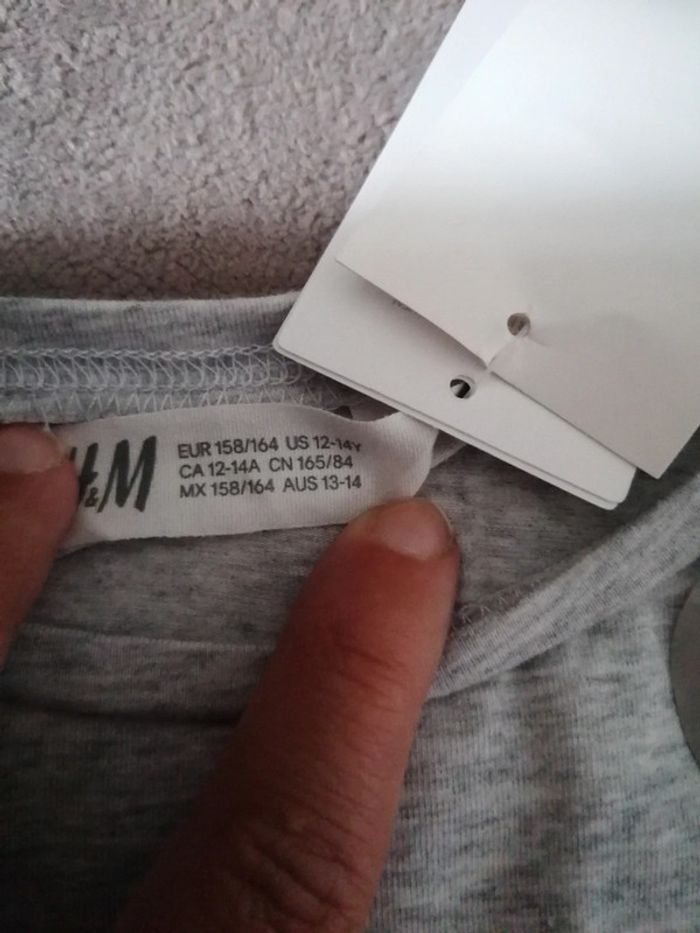 H&M
EUR 158/164 US 12-14Y
CA 12-14A CN 165/84
MX 158/164 AUS 13-14